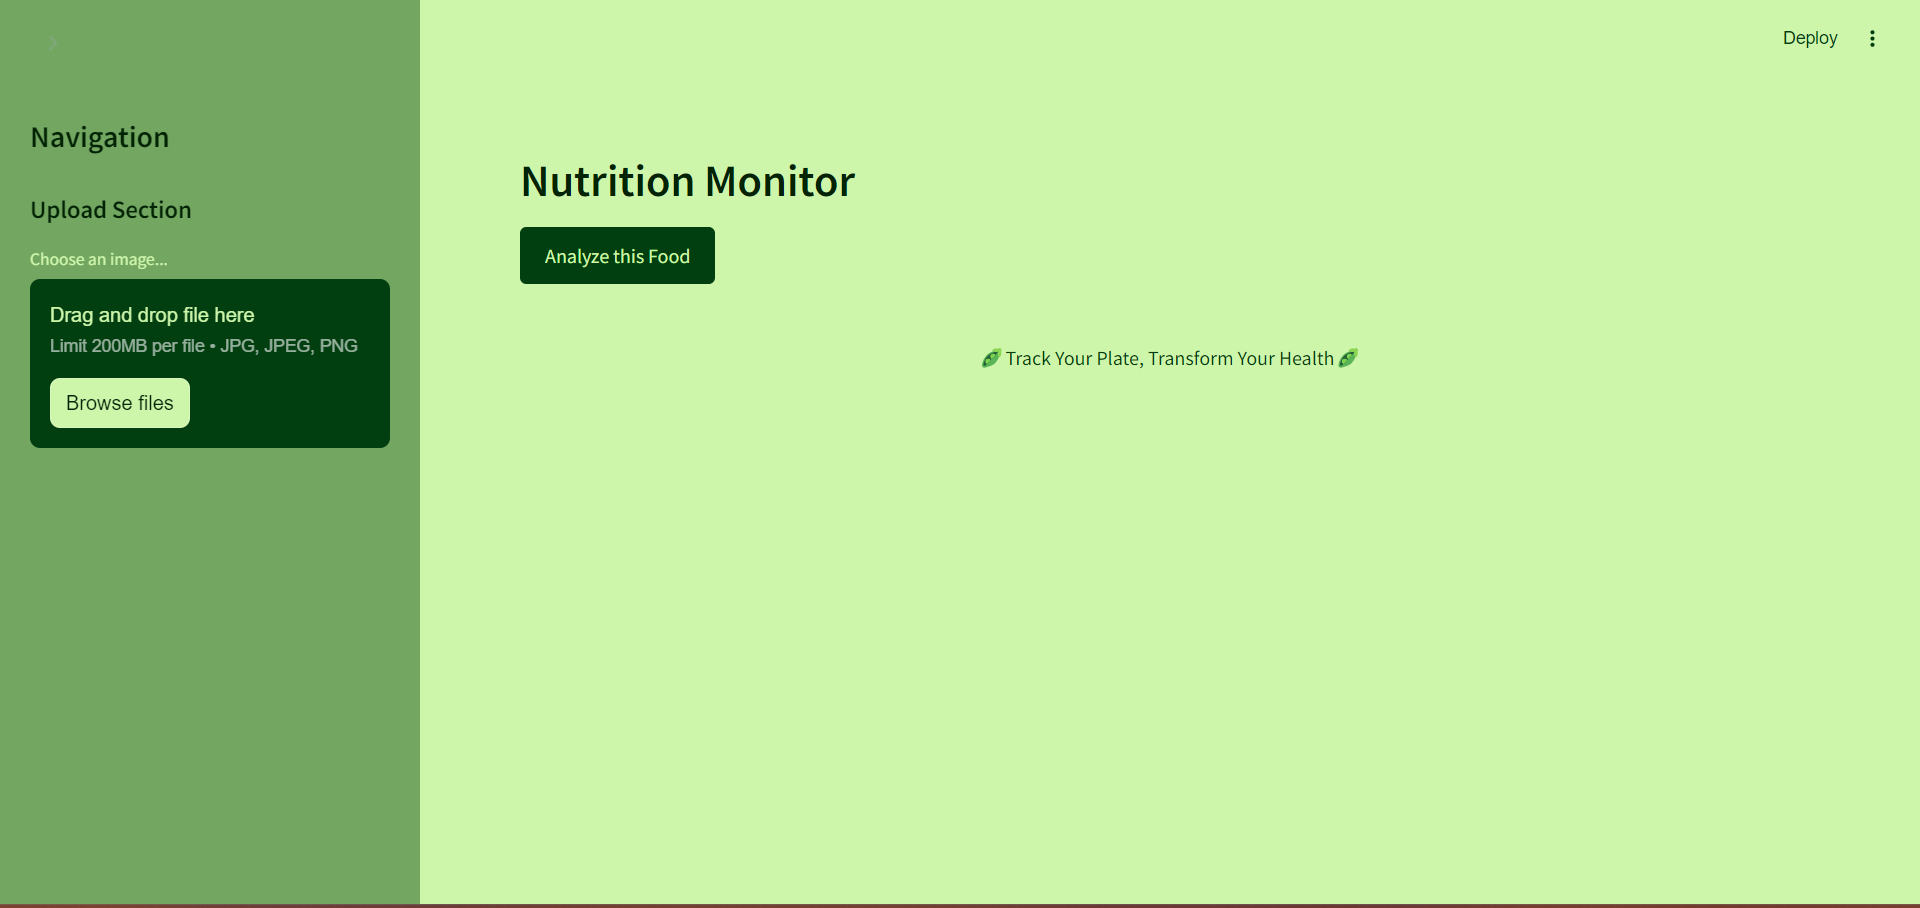 Deploy
Navigation
Upload Section
Choose an image...
Drag and drop file here
Limit 200MB per file • JPG, JPEG, PNG
Browse files
Nutrition Monitor
Analyze this Food
🫛 Track Your Plate, Transform Your Health 🫛